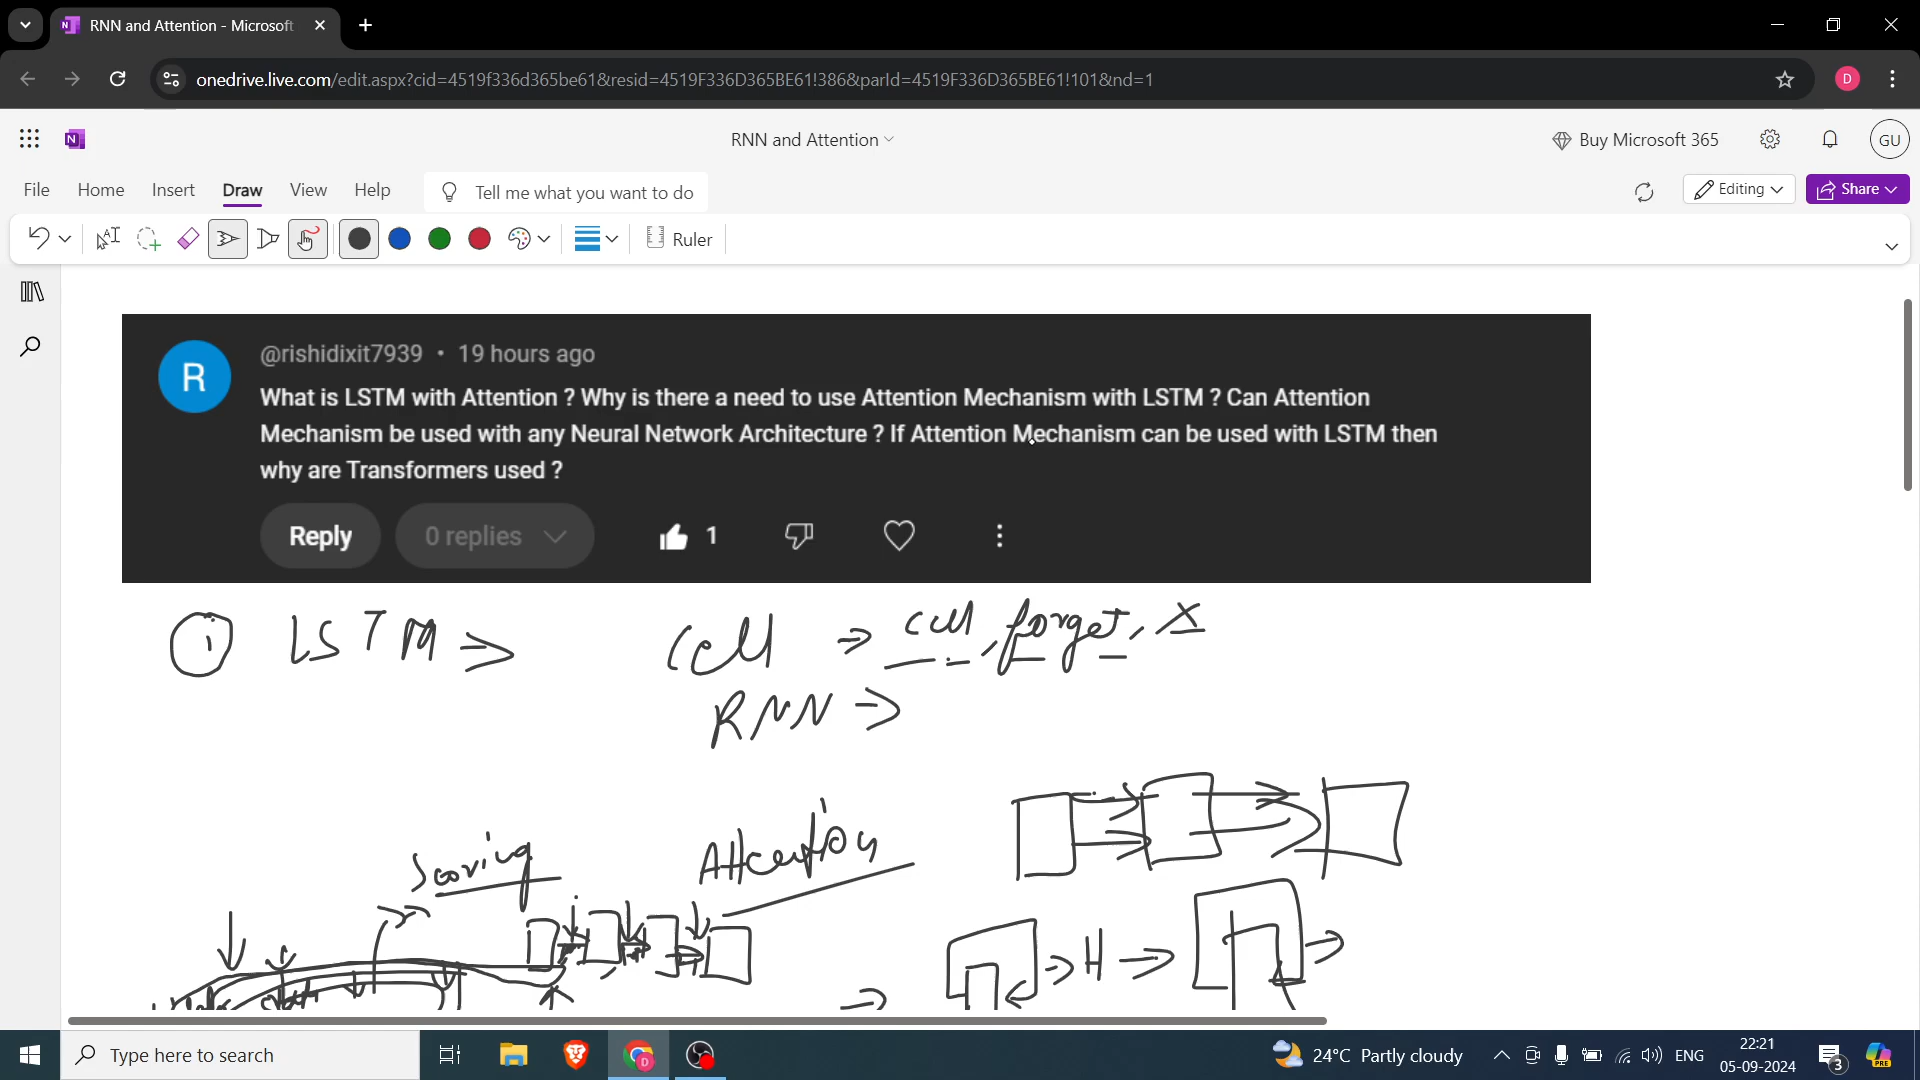 RNN and Attention - Microsoft
onedrive.live.com/edit.aspx?cid=4519f336d365be61&resid=4519F336D365BE61!386&parId=4519F336D365BE61!101&nd=1
D
RNN and Attention
Buy Microsoft 365
GU
File Home Insert Draw View Help
Tell me what you want to do
Editing
Share
Ruler
R
@rishidixit7939 • 19 hours ago
What is LSTM with Attention ? Why is there a need to use Attention Mechanism with LSTM ? Can Attention
Mechanism be used with any Neural Network Architecture ? If Attention Mechanism can be used with LSTM then
why are Transformers used ?
Reply
0 replies
1
1 LSTM ⇒ Cell ⇒ cell, forget, X
RNN ⇒
Scoring
Attention
H
Type here to search
24°C Partly cloudy
ENG
22:21
05-09-2024
3
PRE